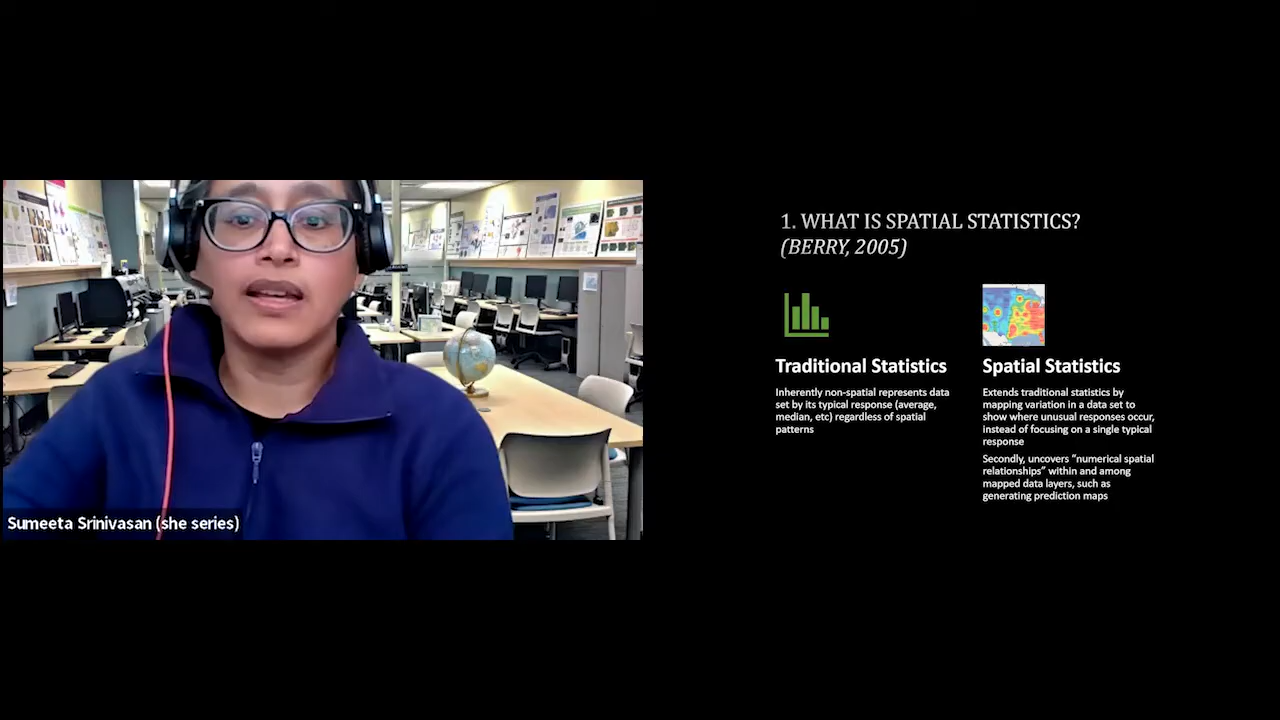 Sumeeta Srinivasan (she series)
1. WHAT IS SPATIAL STATISTICS?
(BERRY, 2005)
Traditional Statistics
Inherently non-spatial represents data
set by its typical response (average,
median, etc) regardless of spatial
patterns
Spatial Statistics
Extends traditional statistics by
mapping variation in a data set to
show where unusual responses occur,
instead of focusing on a single typical
response
Secondly, uncovers “numerical spatial
relationships” within and among
mapped data layers, such as
generating prediction maps